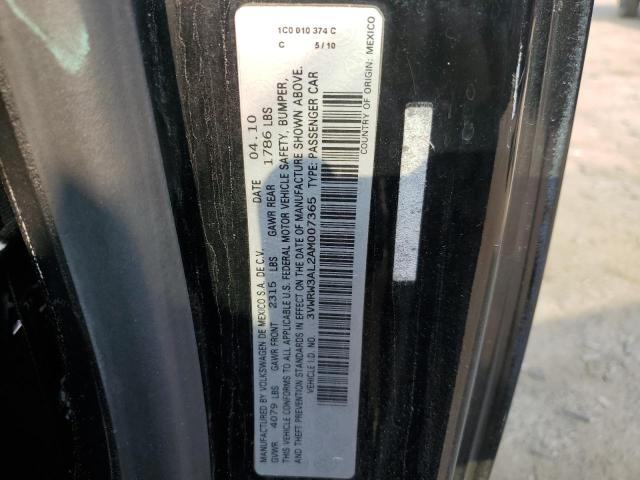 MANUFACTURED BY VOLKSWAGEN DE MEXICO S.A. DE C.V. DATE 04.10
GVWR 4079 LBS GAWR FRONT 2315 LBS GAWR REAR 1786 LBS
THIS VEHICLE CONFORMS TO ALL APPLICABLE U.S. FEDERAL MOTOR VEHICLE SAFETY, BUMPER,
AND THEFT PREVENTION STANDARDS IN EFFECT ON THE DATE OF MANUFACTURE SHOWN ABOVE.
VEHICLE I.D. NO 3VWRW3AL2AM007365 TYPE: PASSENGER CAR
COUNTRY OF ORIGIN: MEXICO
1C0 010 374 C
C 5/10